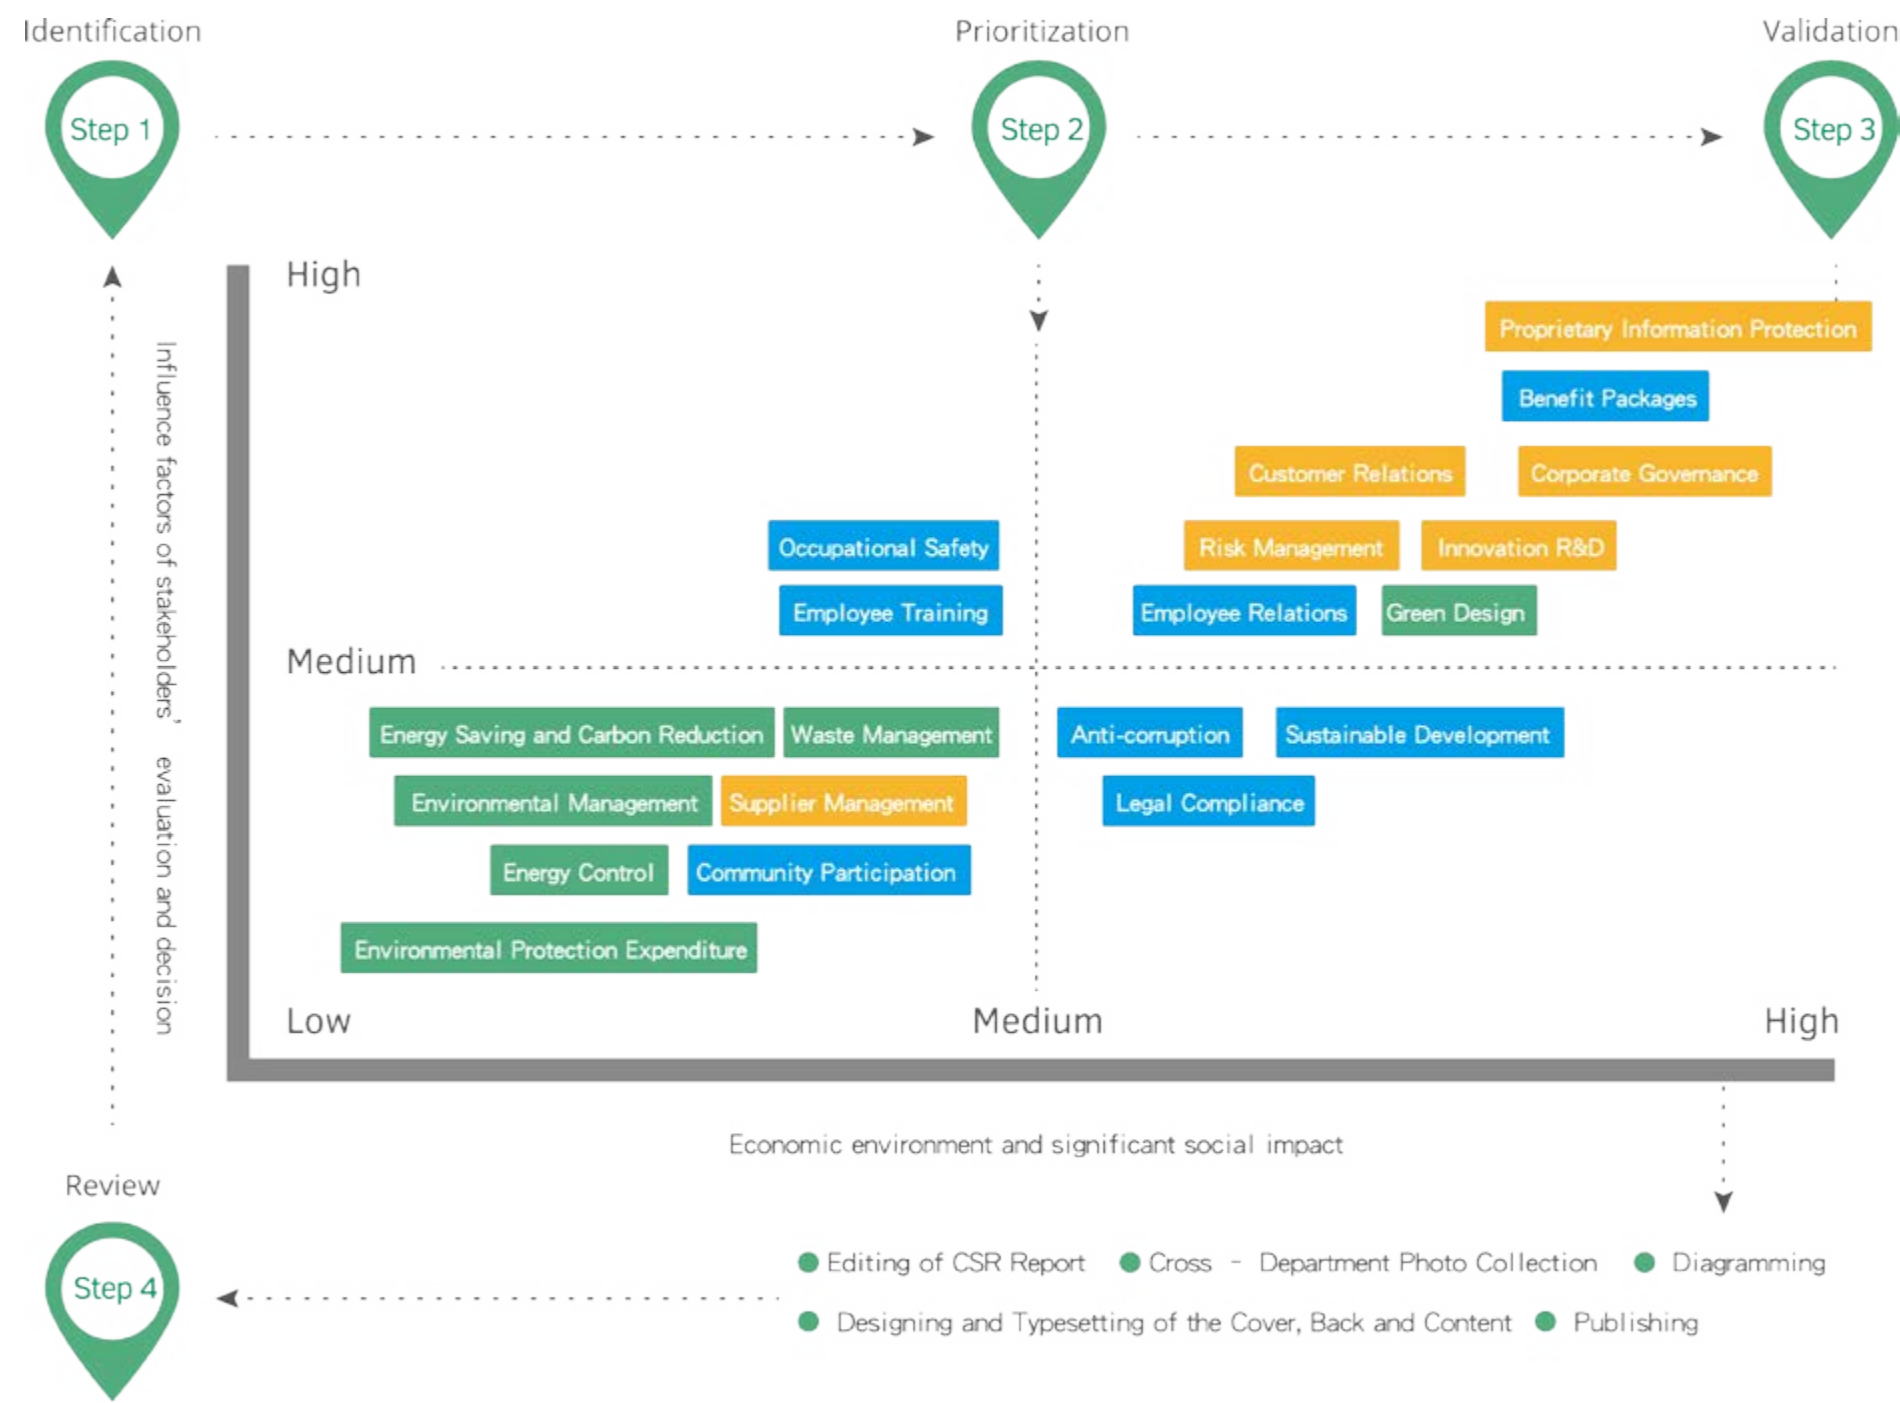 Identification
Prioritization
Validation
Step 1
Step 2
Step 3
High
Proprietary Information Protection
Benefit Packages
Customer Relations
Corporate Governance
Occupational Safety
Risk Management
Innovation R&D
Employee Training
Employee Relations
Green Design
Medium
Energy Saving and Carbon Reduction
Waste Management
Anti-corruption
Sustainable Development
Environmental Management
Supplier Management
Legal Compliance
Energy Control
Community Participation
Environmental Protection Expenditure
Low
Medium
High
Influence factors of stakeholders' evaluation and decision
Economic environment and significant social impact
Review
Step 4
Editing of CSR Report
Cross - Department Photo Collection
Diagramming
Designing and Typesetting of the Cover, Back and Content
Publishing